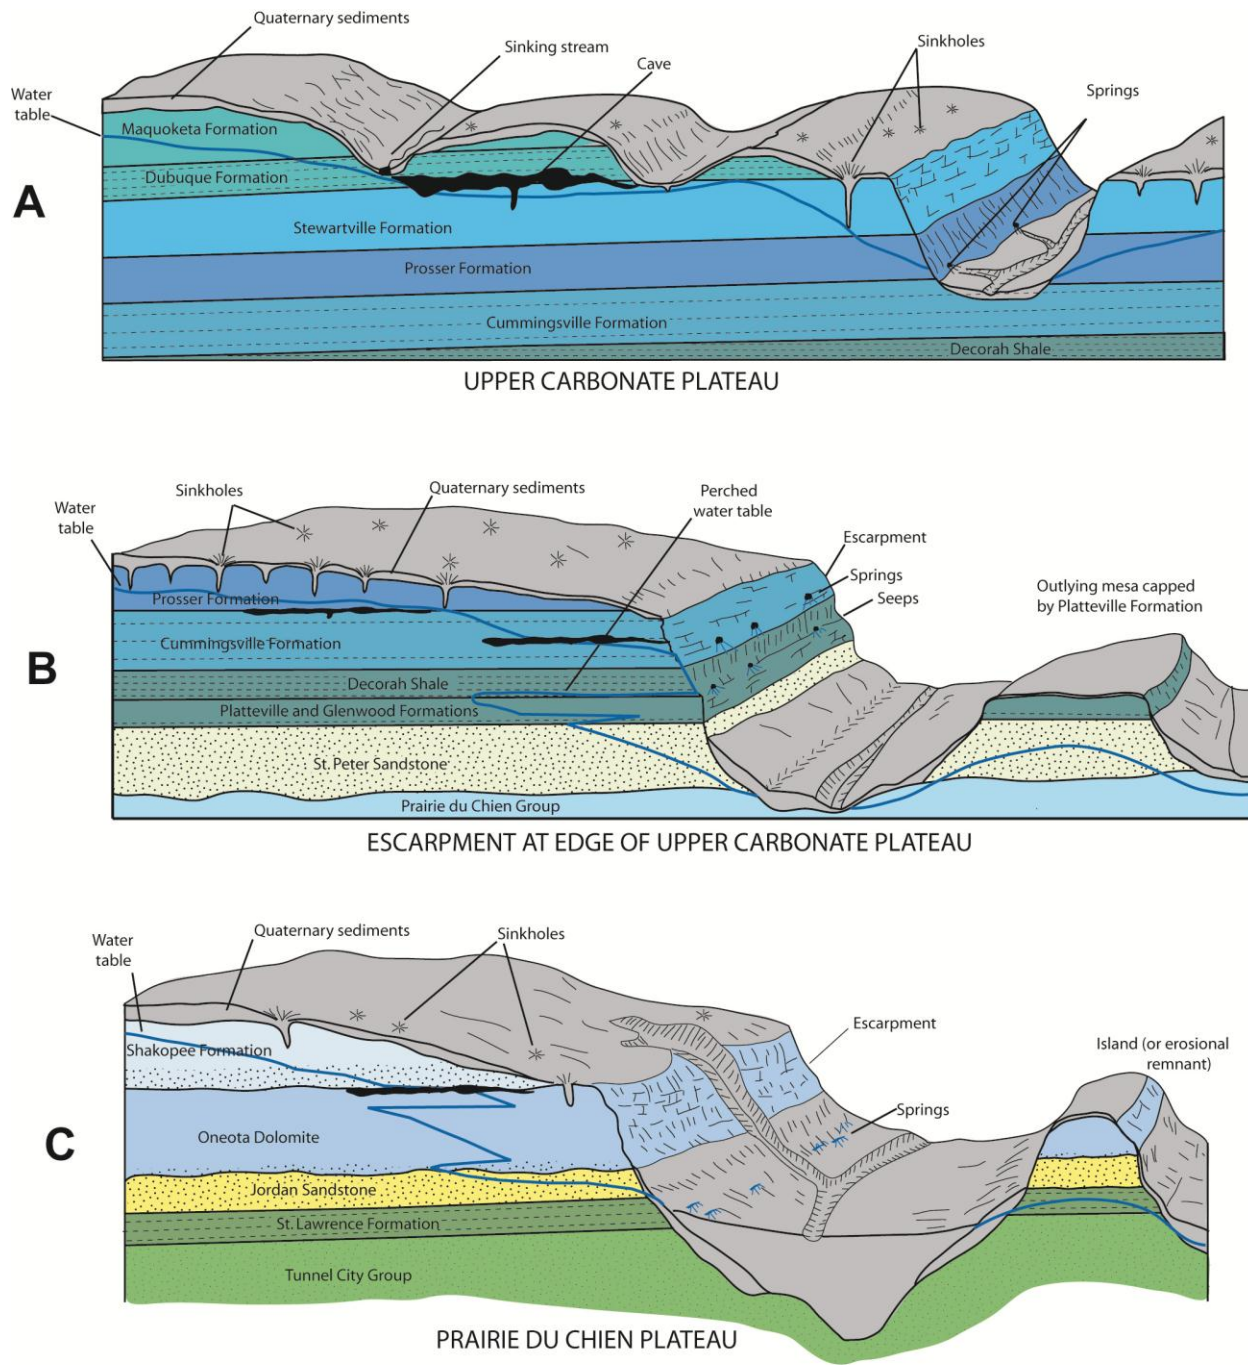 Quaternary sediments
Sinking stream
Sinkholes
Cave
Springs
Water
table
Maquoketa Formation
Dubuque Formation
A
Stewartville Formation
Prosser Formation
Cummingsville Formation
Decorah Shale
UPPER CARBONATE PLATEAU
Sinkholes
Quaternary sediments
Perched
water table
Water
table
Escarpment
Springs
Seeps
Outlying mesa capped
by Platteville Formation
Prosser Formation
Cummingsville Formation
B
Decorah Shale
Platteville and Glenwood Formations
St. Peter Sandstone
Prairie du Chien Group
ESCARPMENT AT EDGE OF UPPER CARBONATE PLATEAU
Quaternary sediments
Sinkholes
Water
table
Escarpment
Island (or erosional
remnant)
Shakopee Formation
Springs
Oneota Dolomite
C
Jordan Sandstone
St. Lawrence Formation
Tunnel City Group
PRAIRIE DU CHIEN PLATEAU